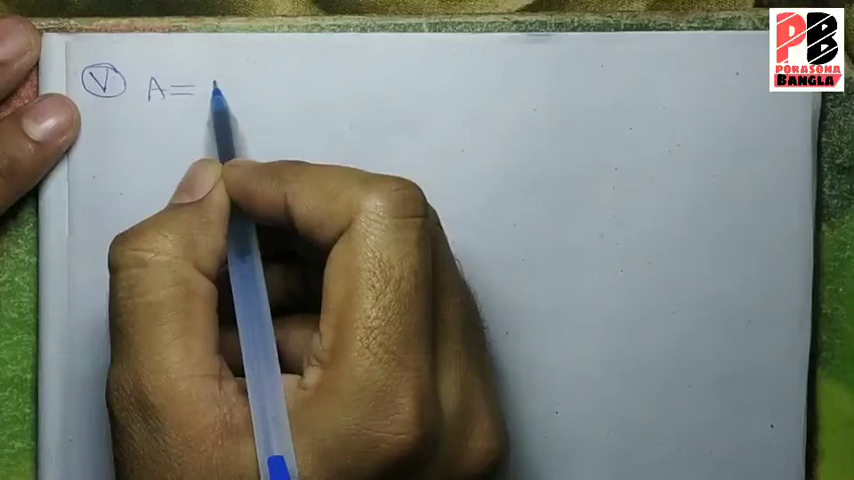 V A =
PB
PORASONA
BANGLA